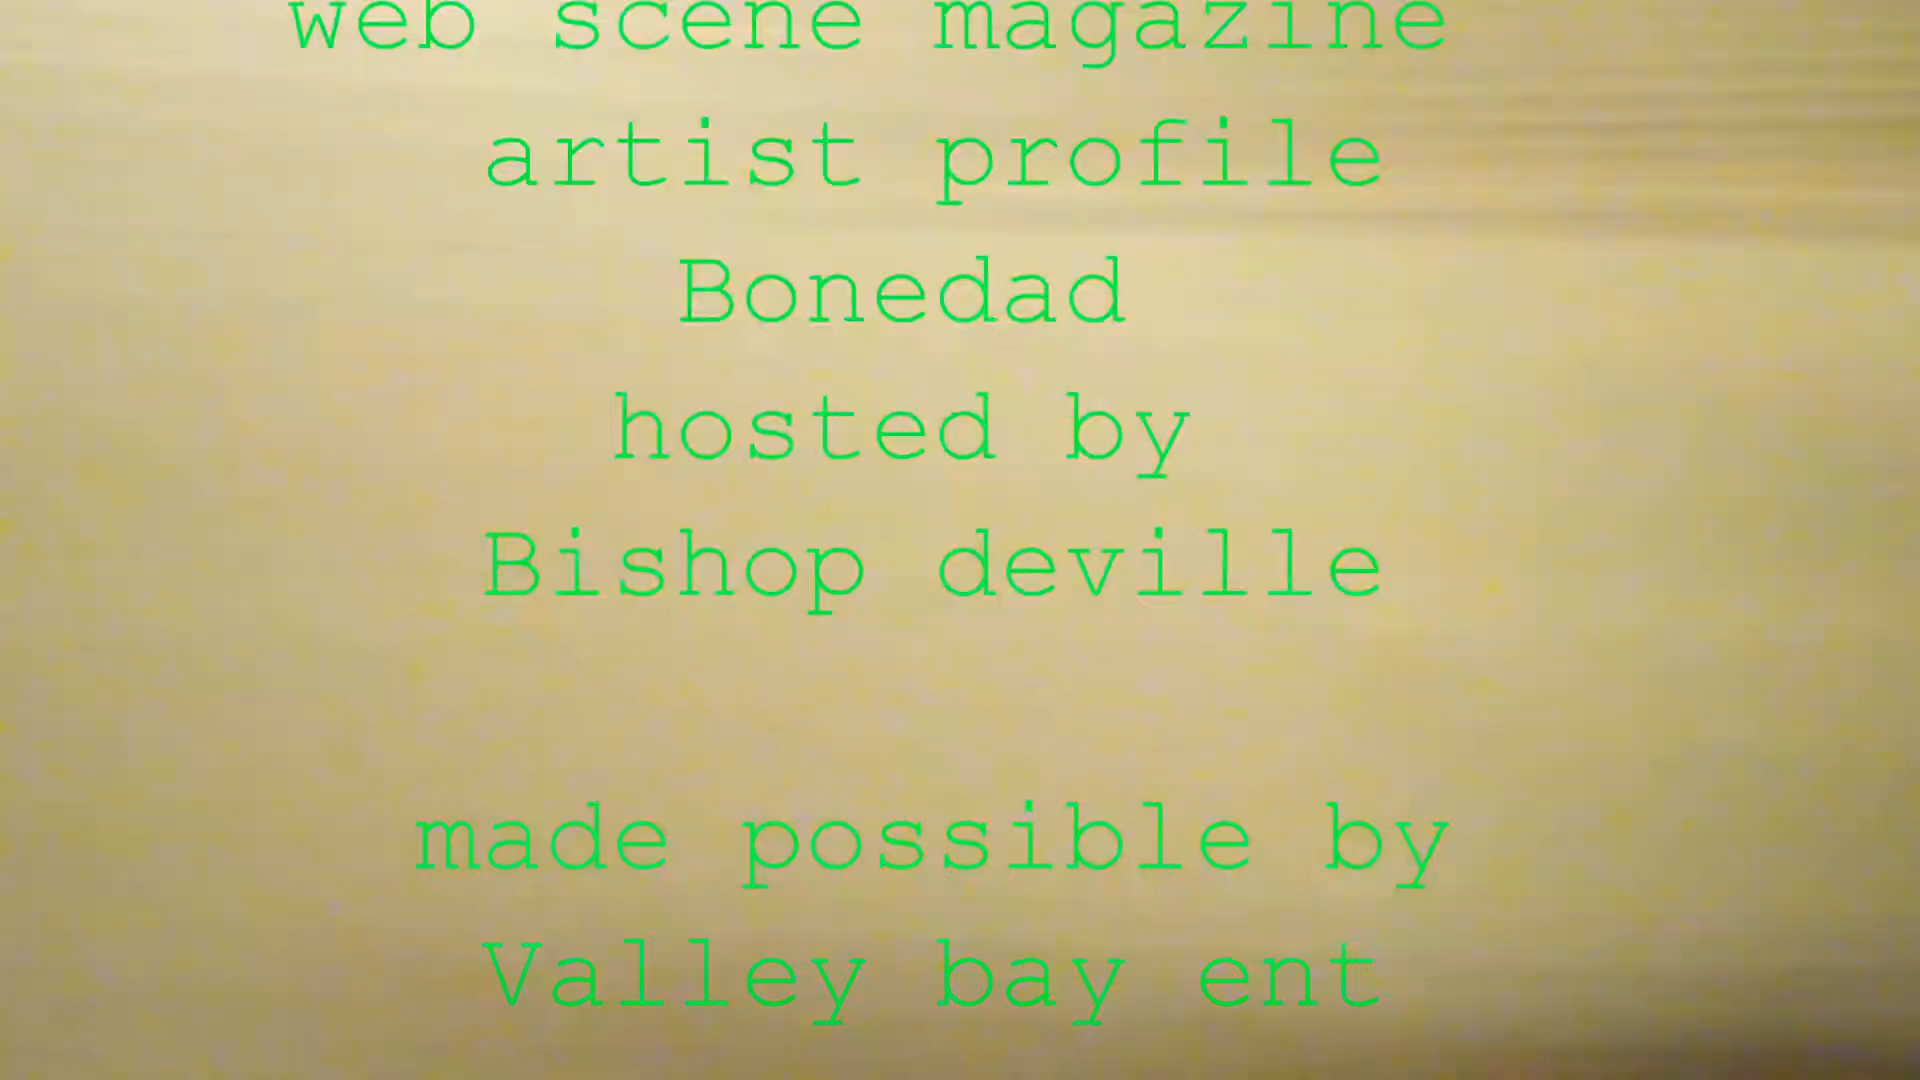 web scene magazine
artist profile
Bonedad
hosted by
Bishop deville
made possible by
Valley bay ent